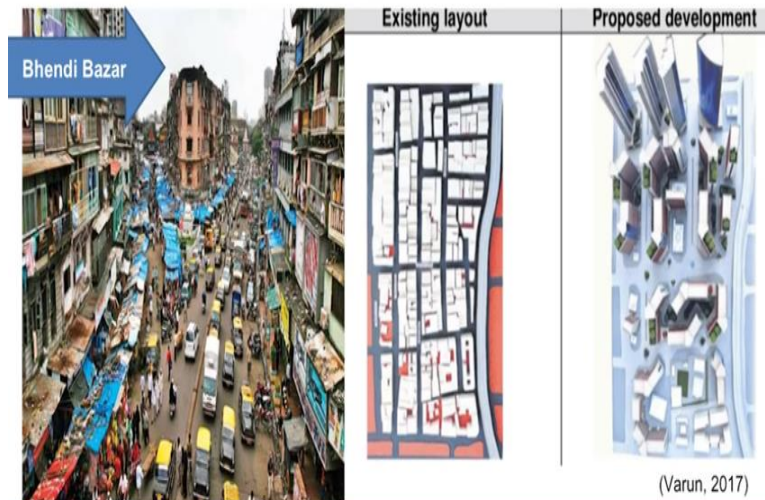 Bhendi Bazar
Existing layout
Proposed development
(Varun, 2017)